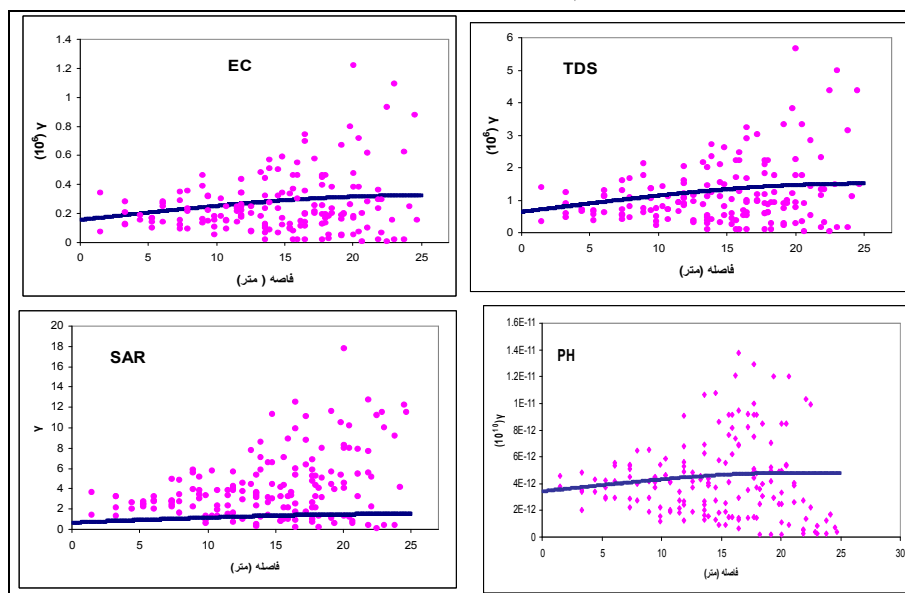 EC
1.4
1.2
1
0.8
0.6
0.4
0.2
0
(10⁶) γ
0 5 10 15 20 25
فاصه ( متر)
TDS
6
5
4
3
2
1
0
(10⁶) γ
0 5 10 15 20 25
فاصله (متر)
SAR
20
18
16
14
12
10
8
6
4
2
0
γ
0 5 10 15 20 25
فاصله (متر)
PH
1.6E-11
1.4E-11
1.2E-11
1E-11
8E-12
6E-12
4E-12
2E-12
0
(10¹⁰) γ
0 5 10 15 20 25 30
فاصله (متر)